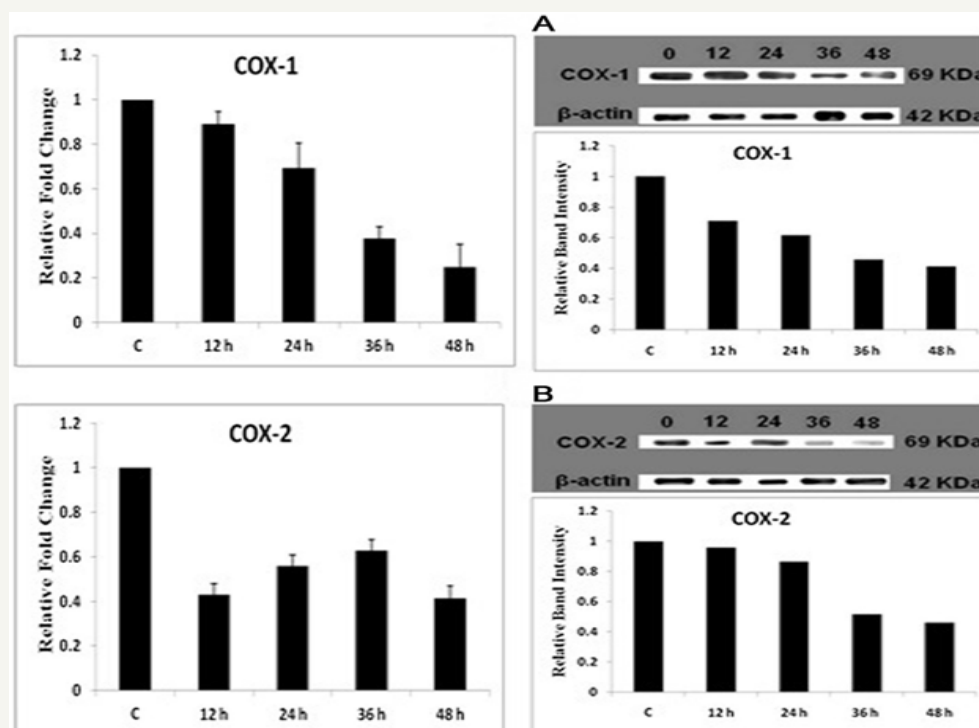 COX-1
Relative Fold Change
1.2
1
0.8
0.6
0.4
0.2
0
C 12 h 24 h 36 h 48 h
A
0 12 24 36 48
COX-1 69 KDa
β-actin 42 KDa
COX-1
Relative Band Intensity
1.2
1
0.8
0.6
0.4
0.2
0
C 12 h 24 h 36 h 48 h
COX-2
Relative Fold Change
1.2
1
0.8
0.6
0.4
0.2
0
C 12 h 24 h 36 h 48 h
B
0 12 24 36 48
COX-2 69 KDa
β-actin 42 KDa
COX-2
Relative Band Intensity
1.2
1
0.8
0.6
0.4
0.2
0
C 12 h 24 h 36 h 48 h